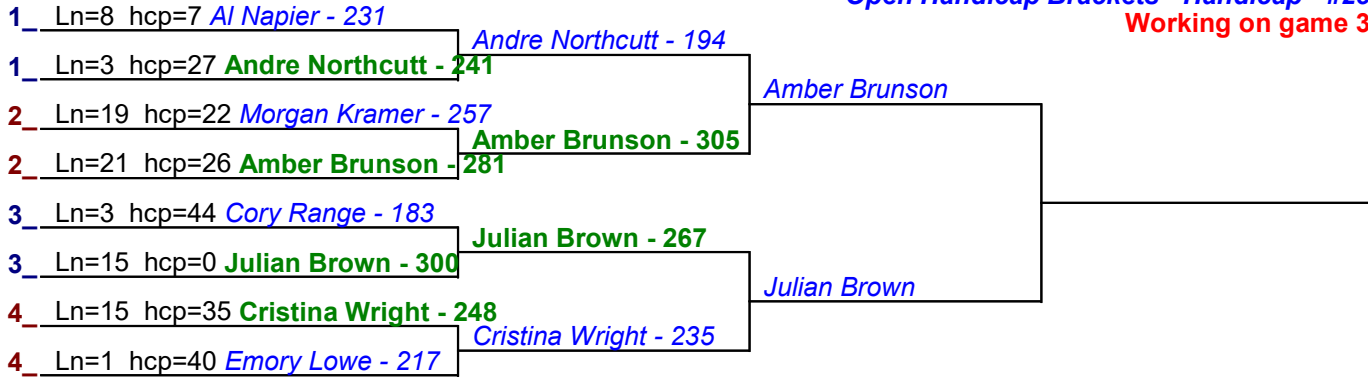 Open Handicap Brackets - Handicap - #26
Working on game 3
1_ Ln=8 hcp=7 Al Napier - 231
Andre Northcutt - 194
1_ Ln=3 hcp=27 Andre Northcutt - 241
Amber Brunson
2_ Ln=19 hcp=22 Morgan Kramer - 257
Amber Brunson - 305
2_ Ln=21 hcp=26 Amber Brunson - 281
3_ Ln=3 hcp=44 Cory Range - 183
Julian Brown - 267
3_ Ln=15 hcp=0 Julian Brown - 300
Julian Brown
4_ Ln=15 hcp=35 Cristina Wright - 248
Cristina Wright - 235
4_ Ln=1 hcp=40 Emory Lowe - 217